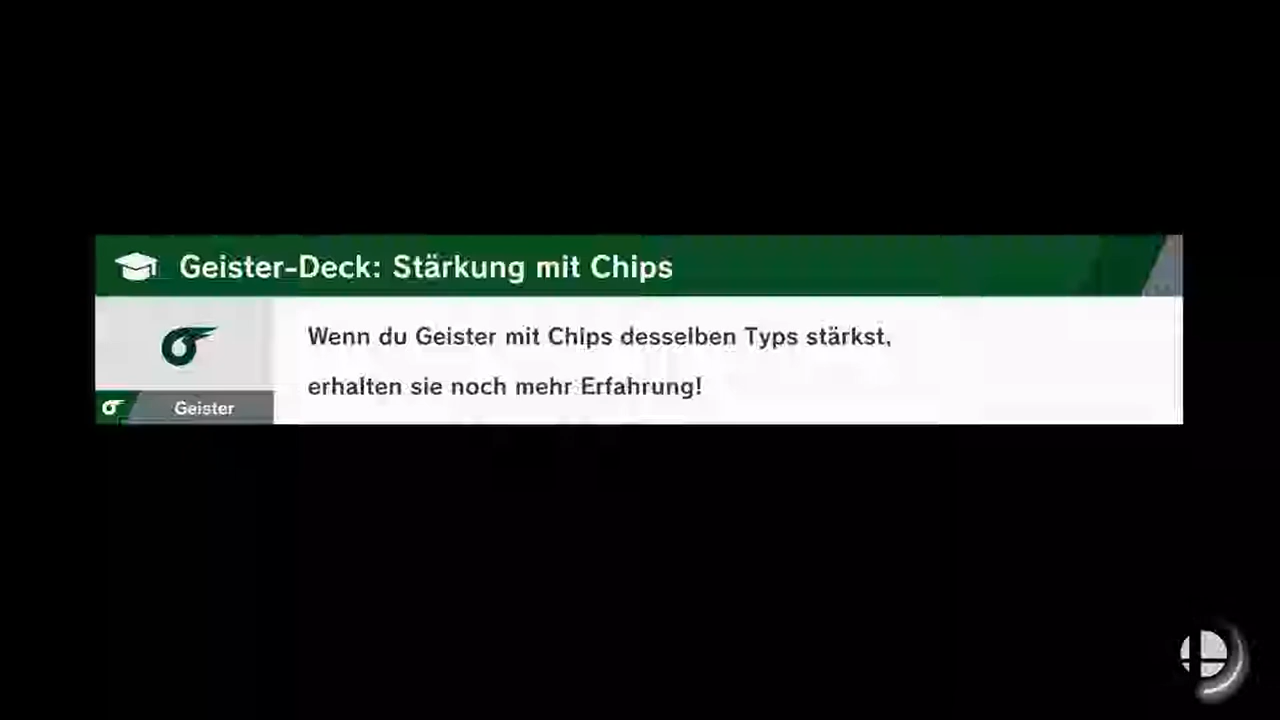 Geister-Deck: Stärkung mit Chips
Wenn du Geister mit Chips desselben Typs stärkst,
erhalten sie noch mehr Erfahrung!
Geister